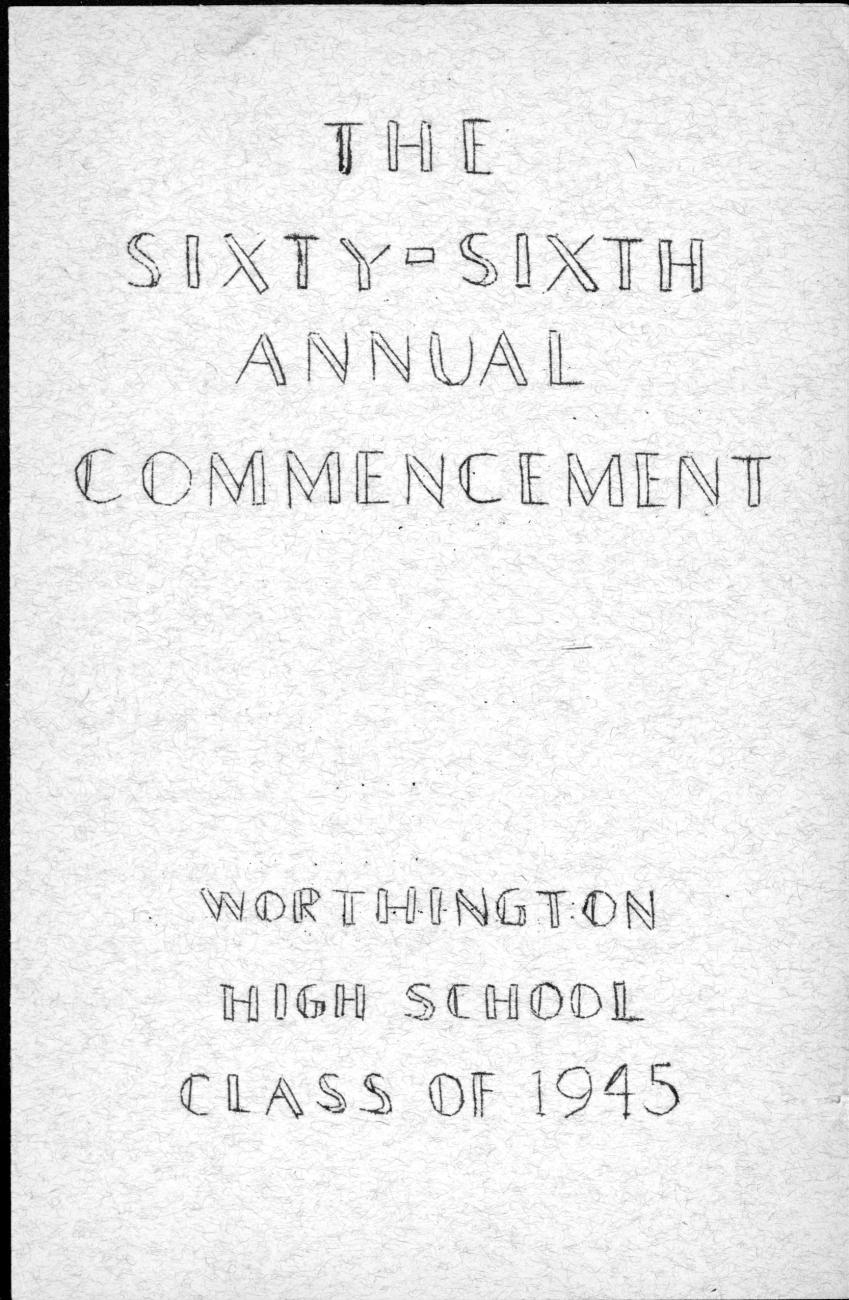 THE
SIXTY-SIXTH
ANNUAL
COMMENCEMENT
WORTHINGTON
HIGH SCHOOL
CLASS OF 1945